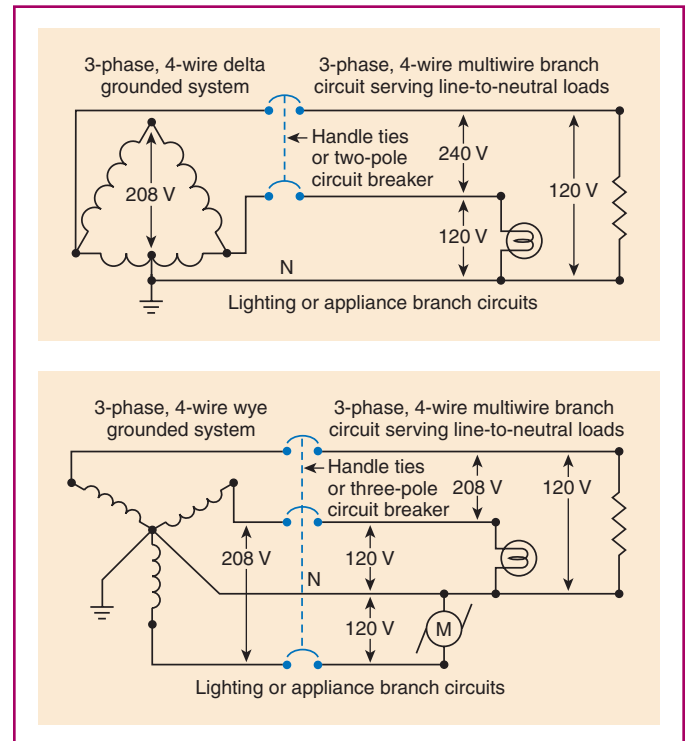 3-phase, 4-wire delta
grounded system
3-phase, 4-wire multiwire branch
circuit serving line-to-neutral loads
Handle ties
or two-pole
circuit breaker
240 V
208 V
120 V
120 V
N
Lighting or appliance branch circuits
3-phase, 4-wire wye
grounded system
3-phase, 4-wire multiwire branch
circuit serving line-to-neutral loads
Handle ties
or three-pole
circuit breaker
208 V
120 V
208 V
120 V
N
120 V
M
Lighting or appliance branch circuits